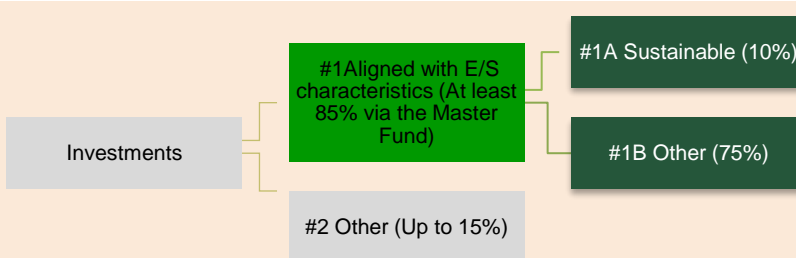 Investments
#1Aligned with E/S
characteristics (At least
85% via the Master
Fund)
#2 Other (Up to 15%)
#1A Sustainable (10%)
#1B Other (75%)